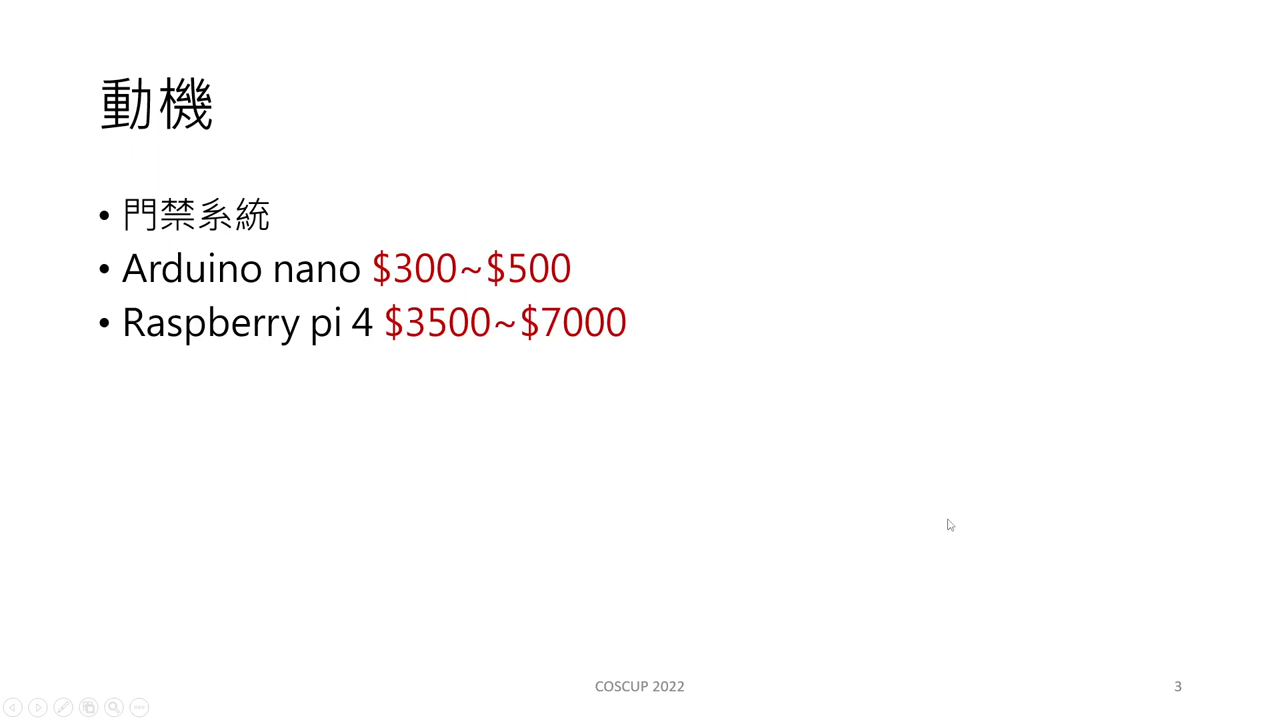 動機
• 門禁系統
• Arduino nano $300~$500
• Raspberry pi 4 $3500~$7000
COSCUP 2022
3